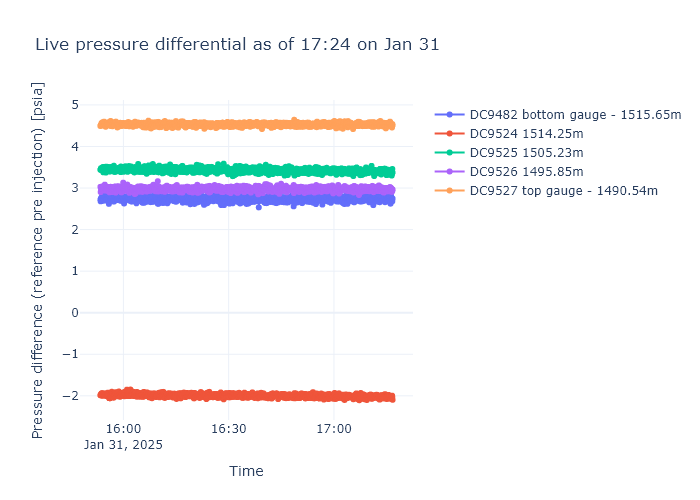 Live pressure differential as of 17:24 on Jan 31
Pressure difference (reference pre injection) [psia]
5
4
3
2
1
0
−1
−2
16:00
Jan 31, 2025
16:30
17:00
Time
DC9482 bottom gauge - 1515.65m
DC9524 1514.25m
DC9525 1505.23m
DC9526 1495.85m
DC9527 top gauge - 1490.54m